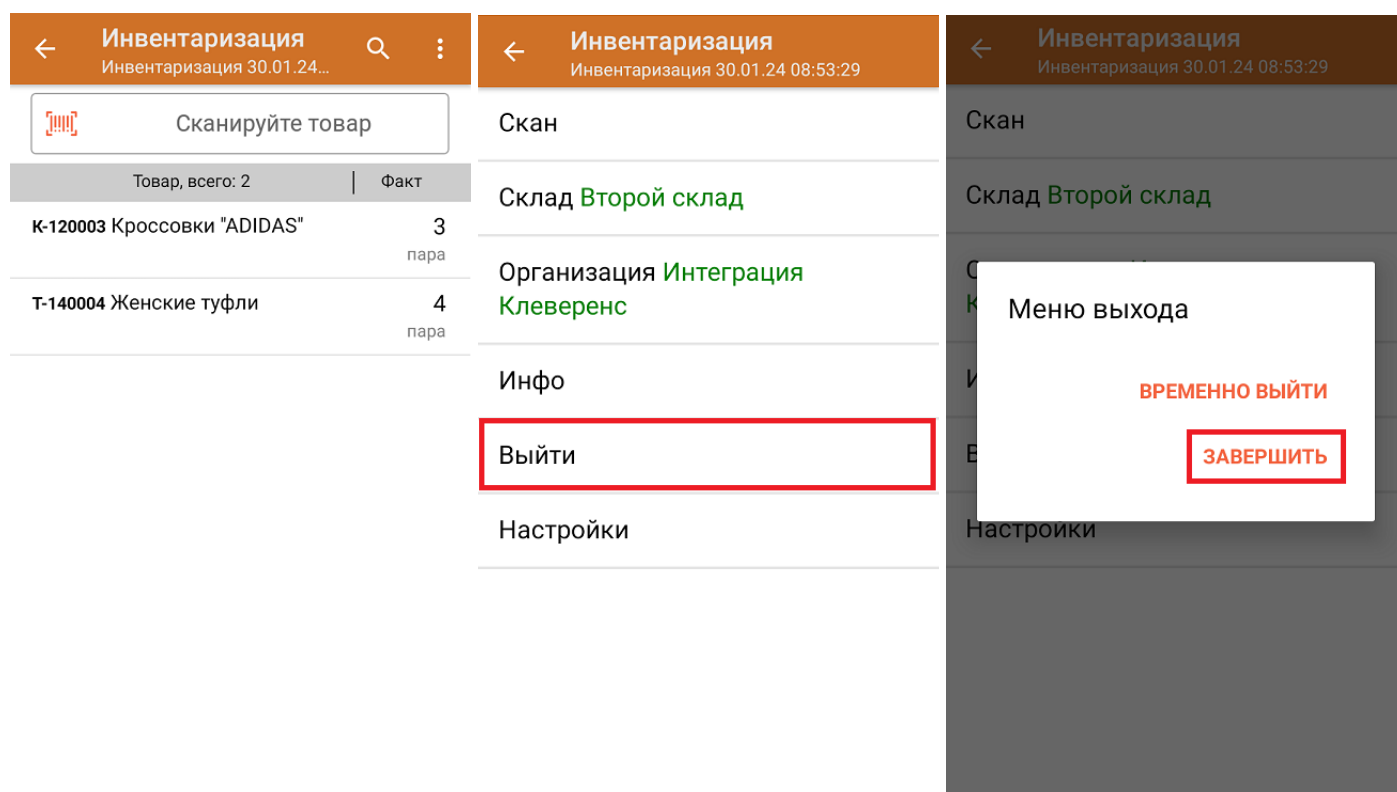 Инвентаризация
Инвентаризация 30.01.24...
Сканируйте товар
Товар, всего: 2 Факт
К-120003 Кроссовки "ADIDAS" 3
пара
Т-140004 Женские туфли 4
пара
Инвентаризация
Инвентаризация 30.01.24 08:53:29
Скан
Склад Второй склад
Организация Интеграция
Клеверенс
Инфо
Выйти
Настройки
Инвентаризация
Инвентаризация 30.01.24 08:53:29
Скан
Склад Второй склад
Меню выхода
ВРЕМЕННО ВЫЙТИ
ЗАВЕРШИТЬ
Настройки